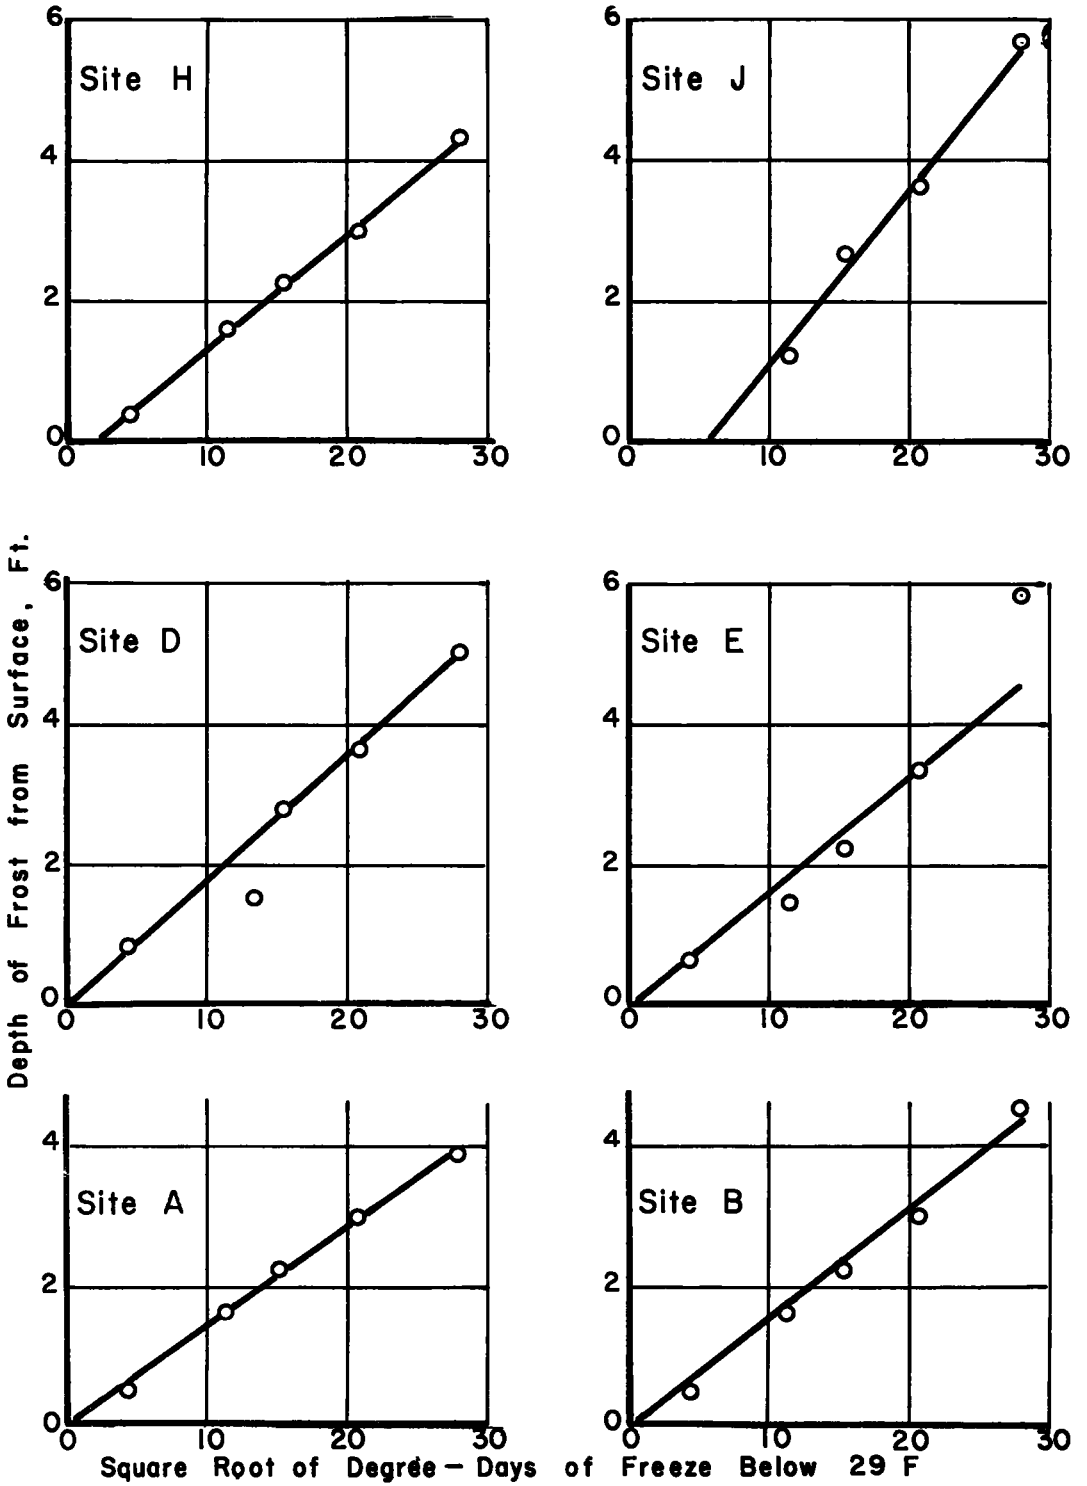 6
Site H
4
2
0
0 10 20 30
6
Site J
4
2
0
0 10 20 30
Depth of Frost from Surface, Ft.
6
Site D
4
2
0
0 10 20 30
6
Site E
4
2
0
0 10 20 30
4
Site A
2
0
0 10 20 30
4
Site B
2
0
0 10 20 30
Square Root of Degree-Days of Freeze Below 29 F